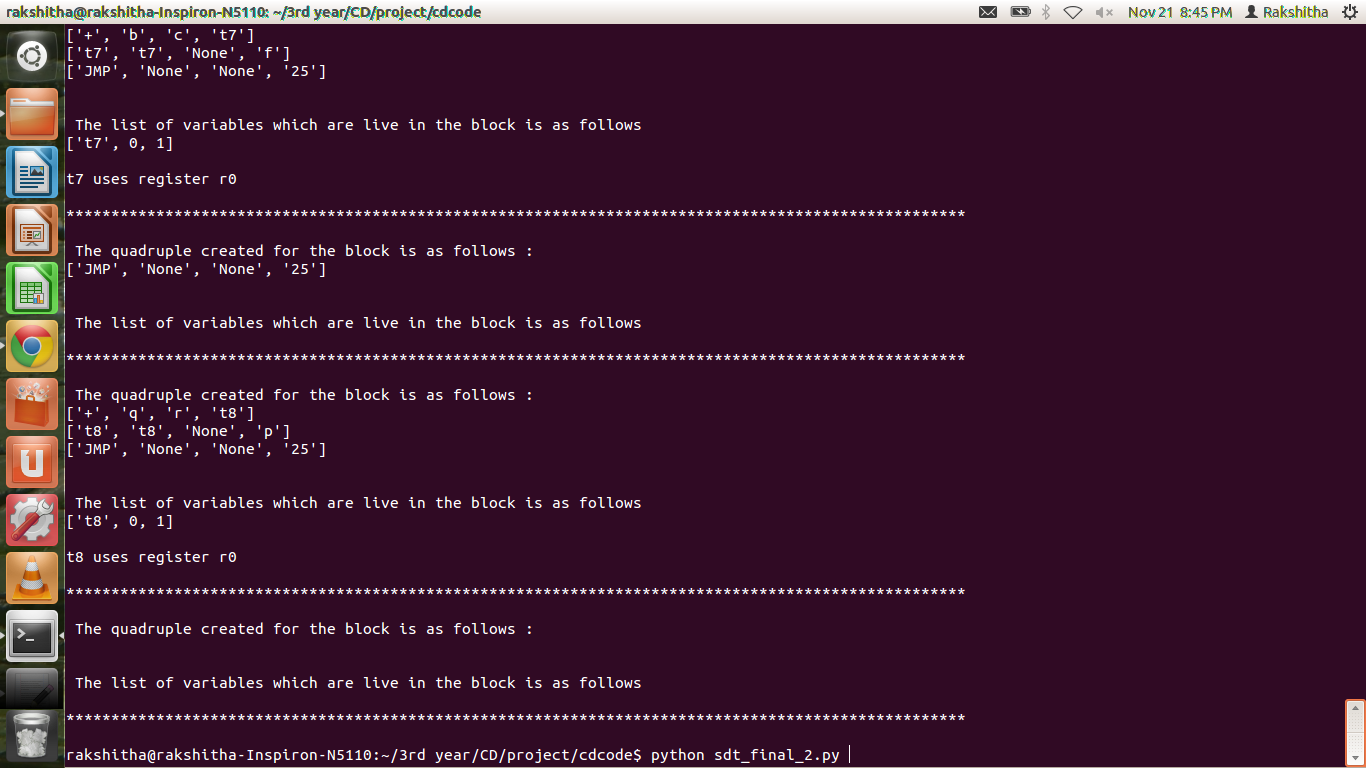 rakshitha@rakshitha-Inspiron-N5110: ~/3rd year/CD/project/cdcode
Nov 21 8:45 PM Rakshitha
['+', 'b', 'c', 't7']
['t7', 't7', 'None', 'f']
['JMP', 'None', 'None', '25']
The list of variables which are live in the block is as follows
['t7', 0, 1]
t7 uses register r0
****************************************************************************************************
The quadruple created for the block is as follows :
['JMP', 'None', 'None', '25']
The list of variables which are live in the block is as follows
****************************************************************************************************
The quadruple created for the block is as follows :
['+', 'q', 'r', 't8']
['t8', 't8', 'None', 'p']
['JMP', 'None', 'None', '25']
The list of variables which are live in the block is as follows
['t8', 0, 1]
t8 uses register r0
****************************************************************************************************
The quadruple created for the block is as follows :
The list of variables which are live in the block is as follows
****************************************************************************************************
rakshitha@rakshitha-Inspiron-N5110:~/3rd year/CD/project/cdcode$ python sdt_final_2.py